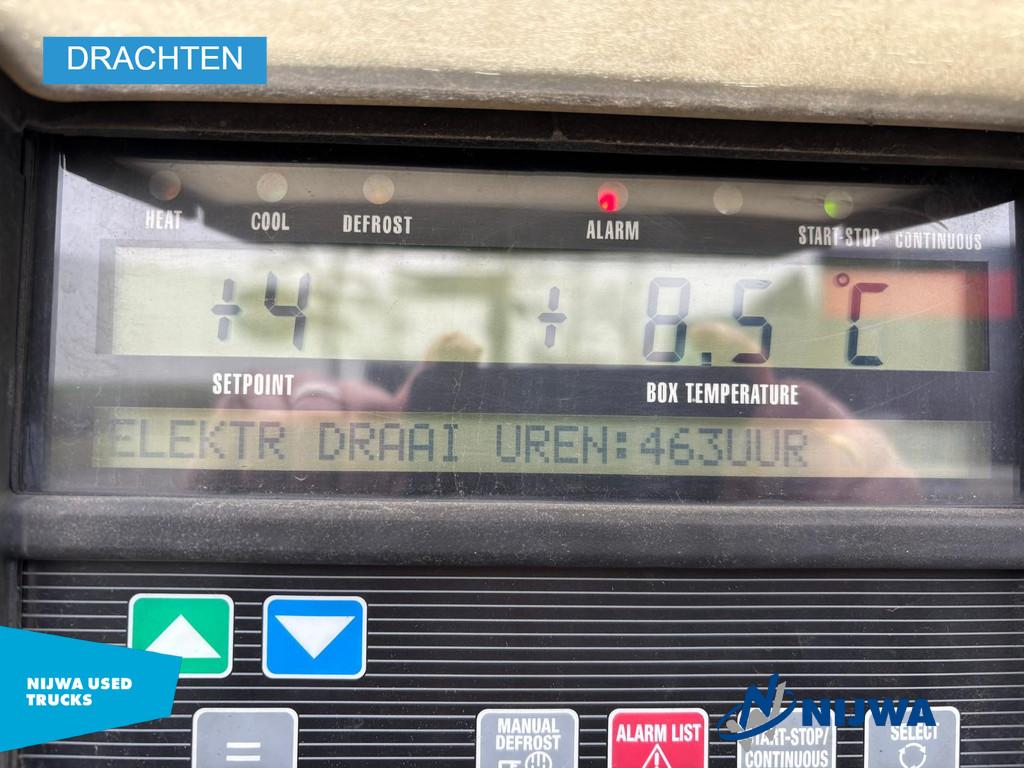 DRACHTEN
HEAT COOL DEFROST ALARM START-STOP CONTINUOUS
+4 +8.5 °C
SETPOINT BOX TEMPERATURE
ELEKTR DRAAI UREN:463UUR
NIJWA USED
TRUCKS
=
MANUAL
DEFROST
ALARM LIST
START-STOP/
CONTINUOUS
SELECT
NIJWA